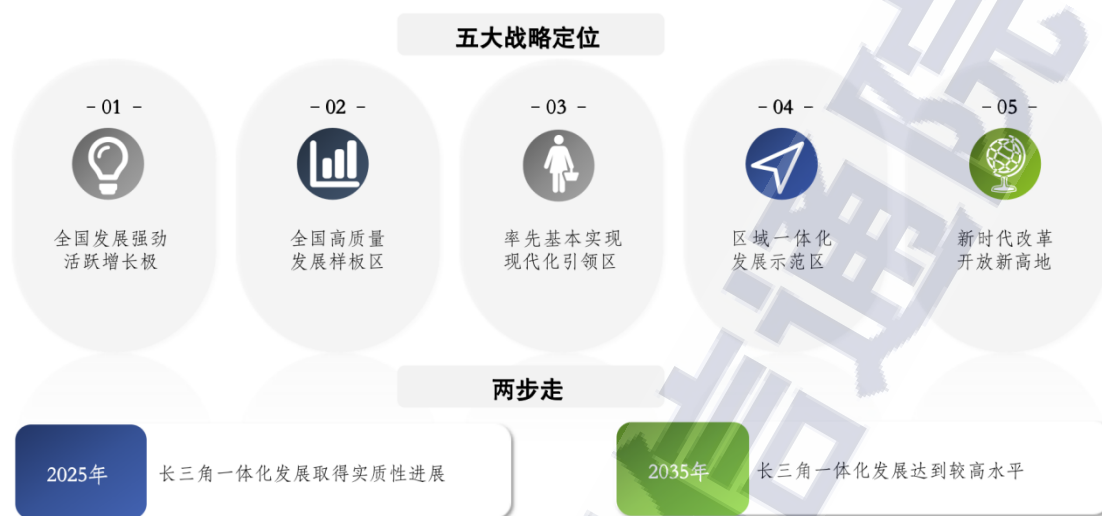 五大战略定位
- 01 -
- 02 -
- 03 -
- 04 -
- 05 -
全国发展强劲
活跃增长极
全国高质量
发展样板区
率先基本实现
现代化引领区
区域一体化
发展示范区
新时代改革
开放新高地
两步走
2025年
长三角一体化发展取得实质性进展
2035年
长三角一体化发展达到较高水平